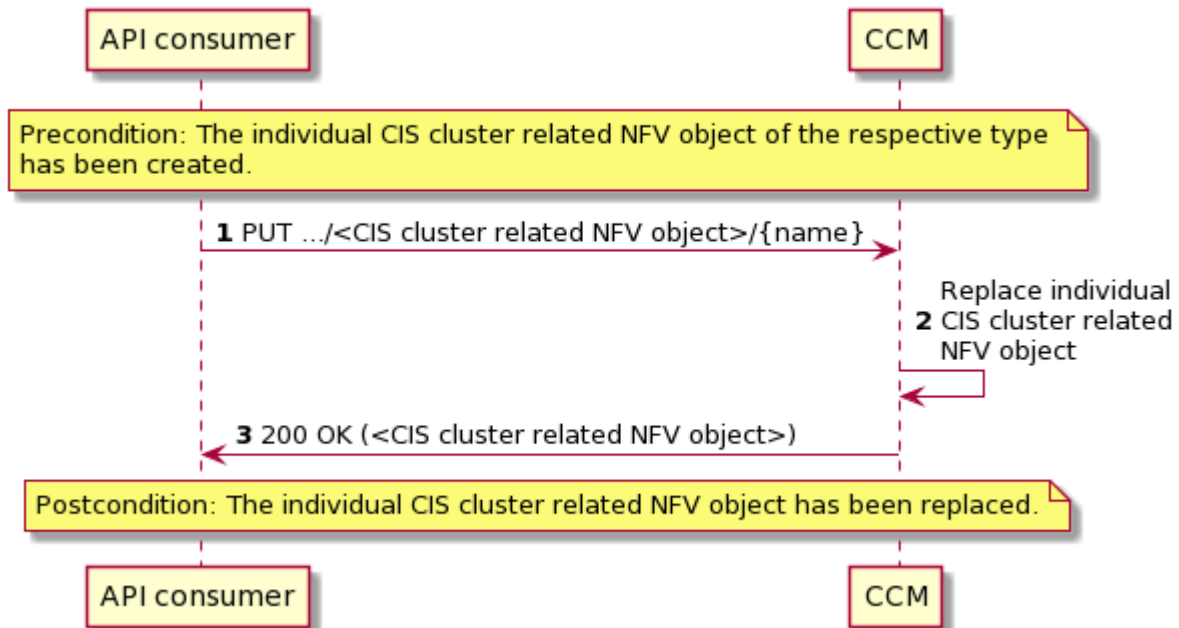 API consumer
CCM
Precondition: The individual CIS cluster related NFV object of the respective type
has been created.
1 PUT .../<CIS cluster related NFV object>/{name}
Replace individual
2 CIS cluster related
NFV object
3 200 OK (<CIS cluster related NFV object>)
Postcondition: The individual CIS cluster related NFV object has been replaced.
API consumer
CCM